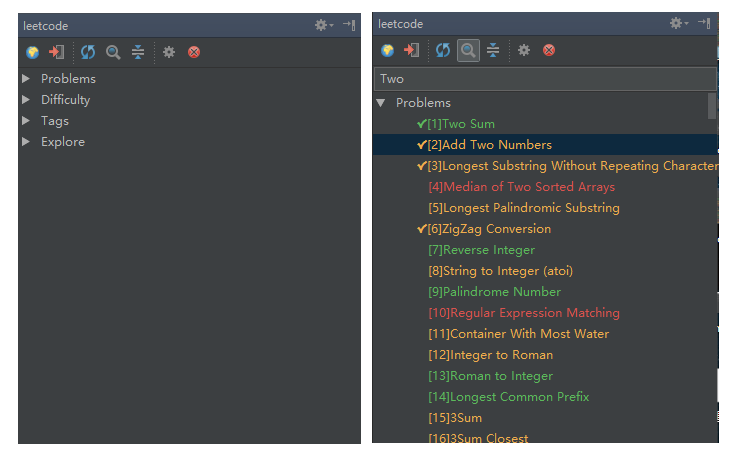 leetcode
Problems
Difficulty
Tags
Explore
leetcode
Two
Problems
[1]Two Sum
[2]Add Two Numbers
[3]Longest Substring Without Repeating Character
[4]Median of Two Sorted Arrays
[5]Longest Palindromic Substring
[6]ZigZag Conversion
[7]Reverse Integer
[8]String to Integer (atoi)
[9]Palindrome Number
[10]Regular Expression Matching
[11]Container With Most Water
[12]Integer to Roman
[13]Roman to Integer
[14]Longest Common Prefix
[15]3Sum
[16]3Sum Closest